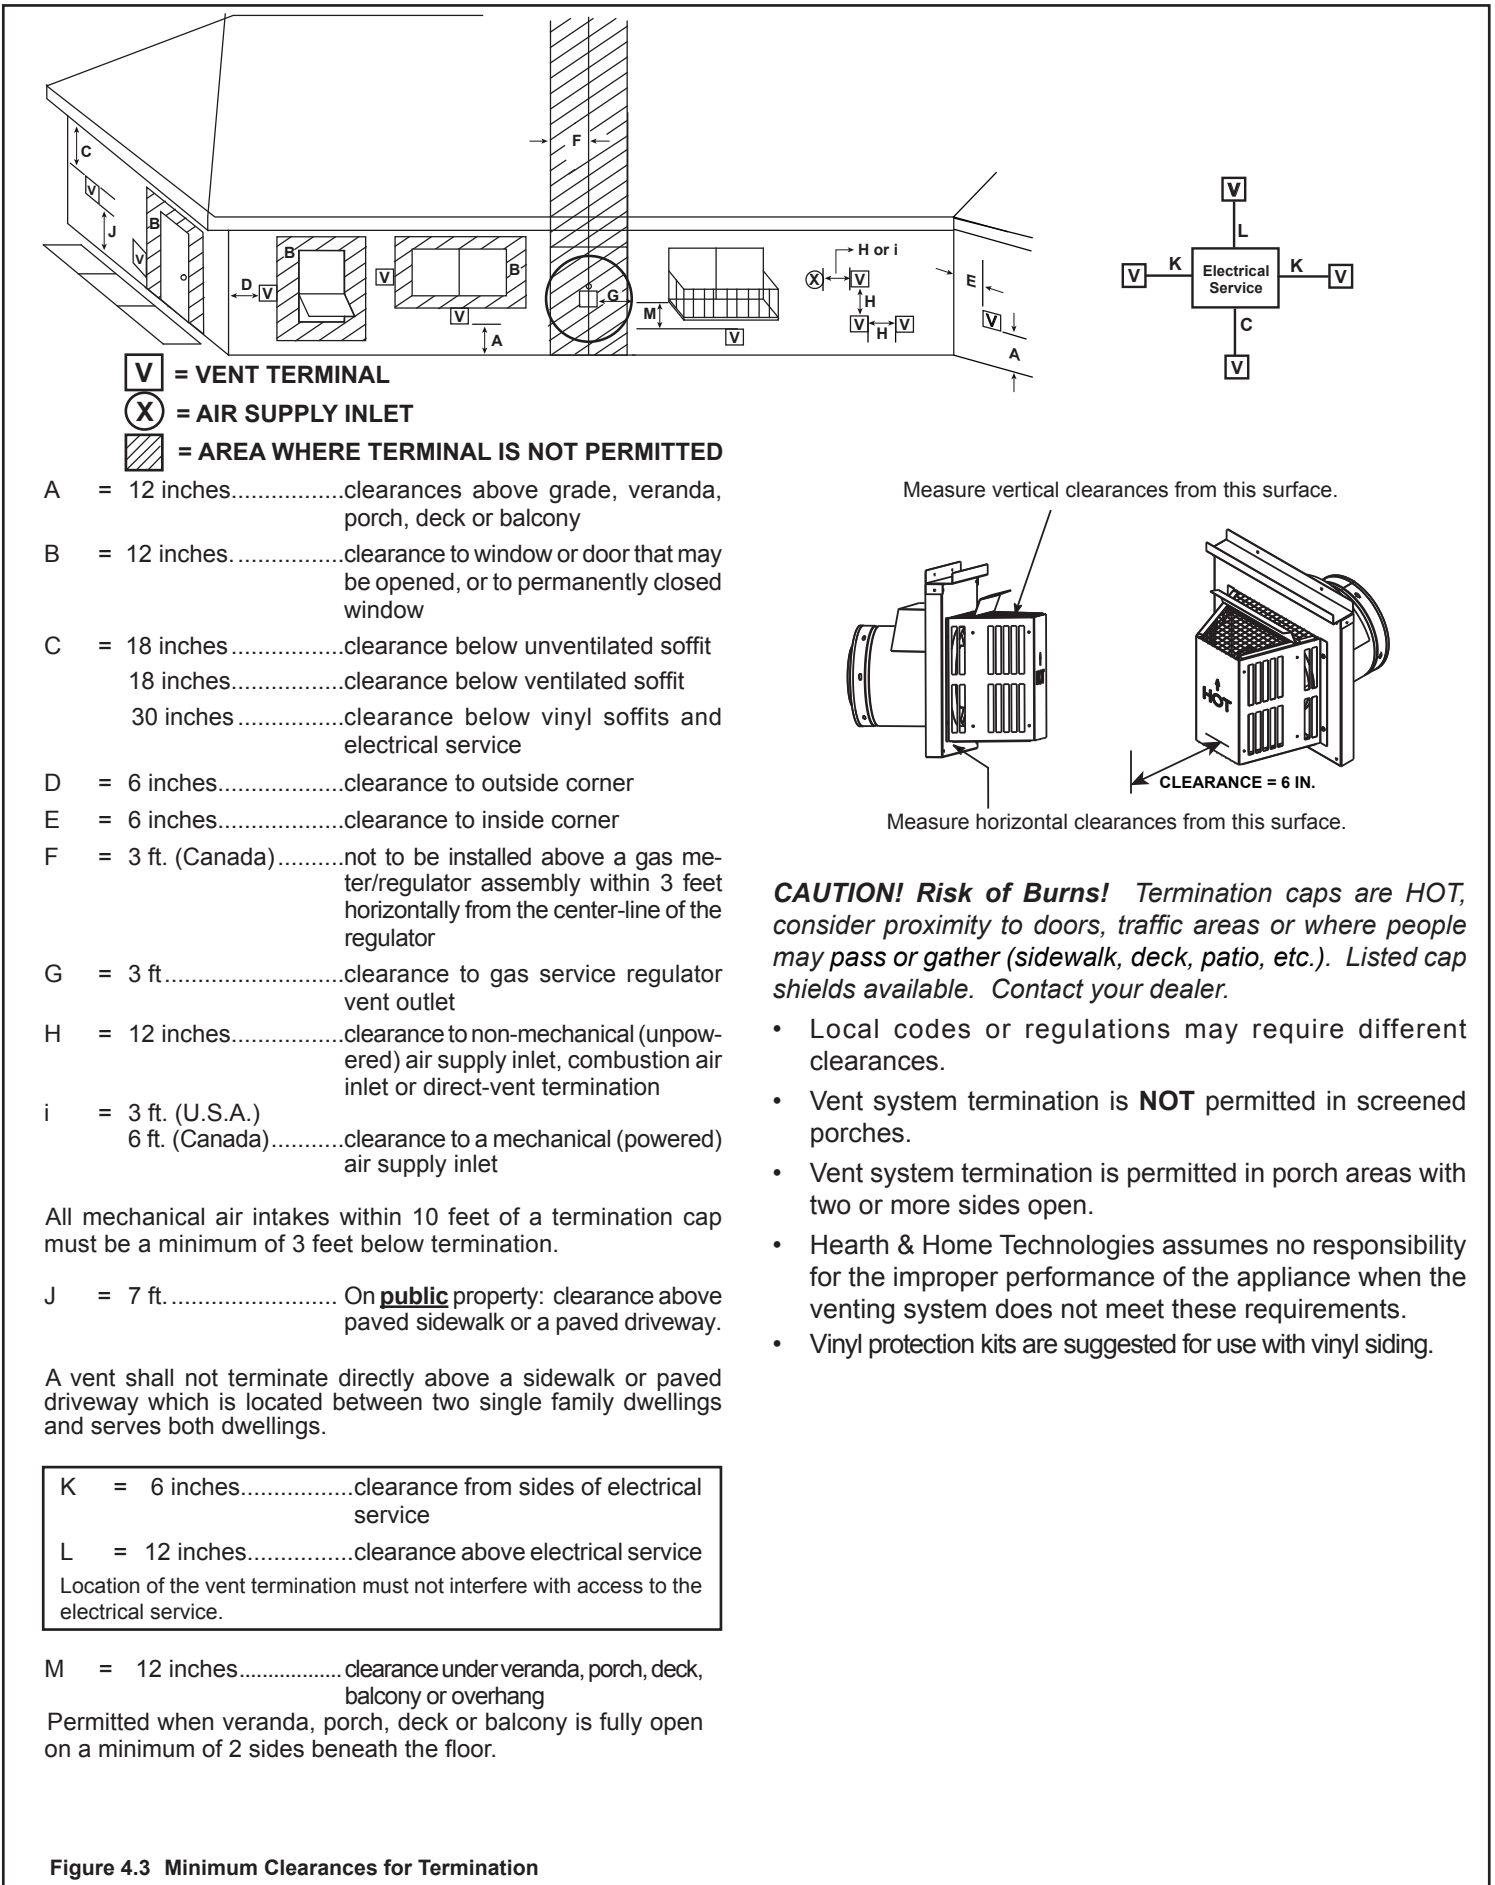 C
V
J
B
V
D
V
B
V
B
V
A
F
G
M
V
H or i
X
V
H
V
H
V
E
V
A
V
L
V
K
Electrical
Service
K
V
C
V
V = VENT TERMINAL
X = AIR SUPPLY INLET
= AREA WHERE TERMINAL IS NOT PERMITTED
A = 12 inches.................clearances above grade, veranda,
porch, deck or balcony
B = 12 inches. ................clearance to window or door that may
be opened, or to permanently closed
window
C = 18 inches .................clearance below unventilated soffit
18 inches.................clearance below ventilated soffit
30 inches ................clearance below vinyl soffits and
electrical service
D = 6 inches...................clearance to outside corner
E = 6 inches...................clearance to inside corner
F = 3 ft. (Canada) ..........not to be installed above a gas me-
ter/regulator assembly within 3 feet
horizontally from the center-line of the
regulator
G = 3 ft...........................clearance to gas service regulator
vent outlet
H = 12 inches.................clearance to non-mechanical (unpow-
ered) air supply inlet, combustion air
inlet or direct-vent termination
i = 3 ft. (U.S.A.)
6 ft. (Canada)...........clearance to a mechanical (powered)
air supply inlet
All mechanical air intakes within 10 feet of a termination cap
must be a minimum of 3 feet below termination.
J = 7 ft. ......................... On public property: clearance above
paved sidewalk or a paved driveway.
A vent shall not terminate directly above a sidewalk or paved
driveway which is located between two single family dwellings
and serves both dwellings.
K = 6 inches.................clearance from sides of electrical
service
L = 12 inches................clearance above electrical service
Location of the vent termination must not interfere with access to the
electrical service.
M = 12 inches.................. clearance under veranda, porch, deck,
balcony or overhang
Permitted when veranda, porch, deck or balcony is fully open
on a minimum of 2 sides beneath the floor.
Measure vertical clearances from this surface.
HOT
CLEARANCE = 6 IN.
Measure horizontal clearances from this surface.
CAUTION! Risk of Burns! Termination caps are HOT,
consider proximity to doors, traffic areas or where people
may pass or gather (sidewalk, deck, patio, etc.). Listed cap
shields available. Contact your dealer.
• Local codes or regulations may require different
clearances.
• Vent system termination is NOT permitted in screened
porches.
• Vent system termination is permitted in porch areas with
two or more sides open.
• Hearth & Home Technologies assumes no responsibility
for the improper performance of the appliance when the
venting system does not meet these requirements.
• Vinyl protection kits are suggested for use with vinyl siding.
Figure 4.3 Minimum Clearances for Termination